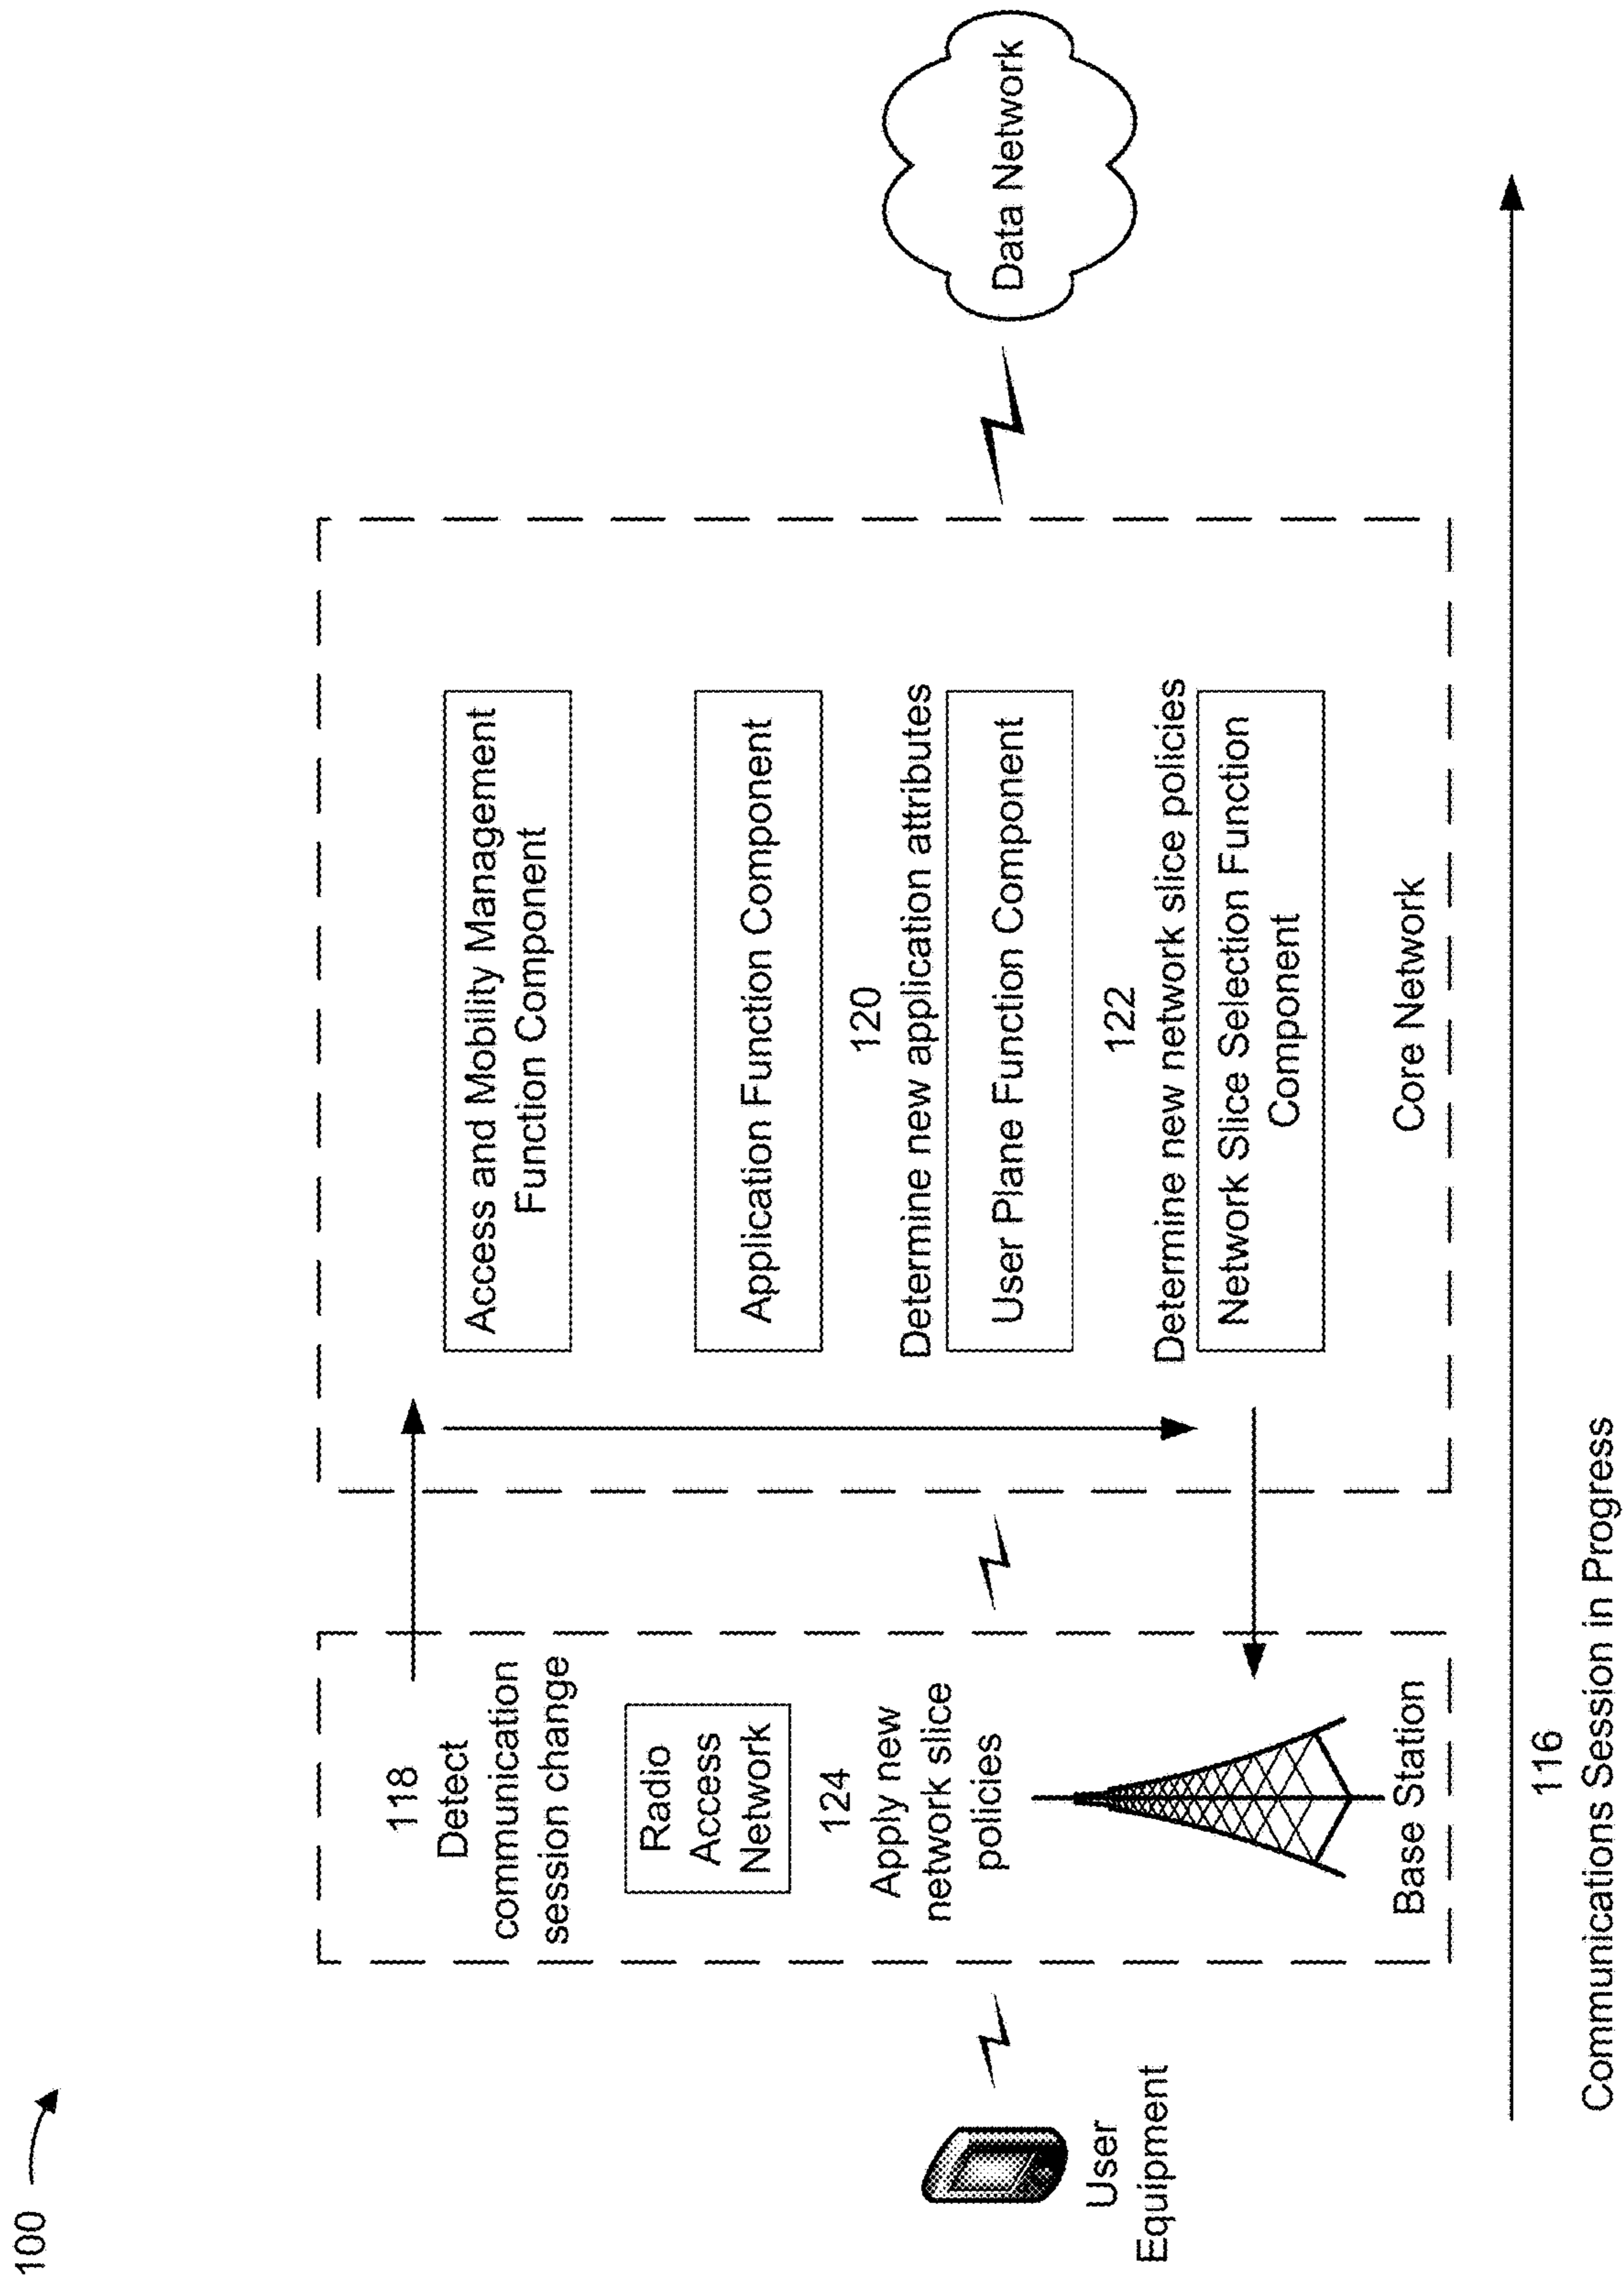 100
118
Detect
communication
session change
Radio
Access
Network
124
Apply new
network slice
policies
Base Station
User
Equipment
Access and Mobility Management
Function Component
Application Function Component
120
Determine new application attributes
User Plane Function Component
122
Determine new network slice policies
Network Slice Selection Function
Component
Core Network
Data Network
116
Communications Session in Progress